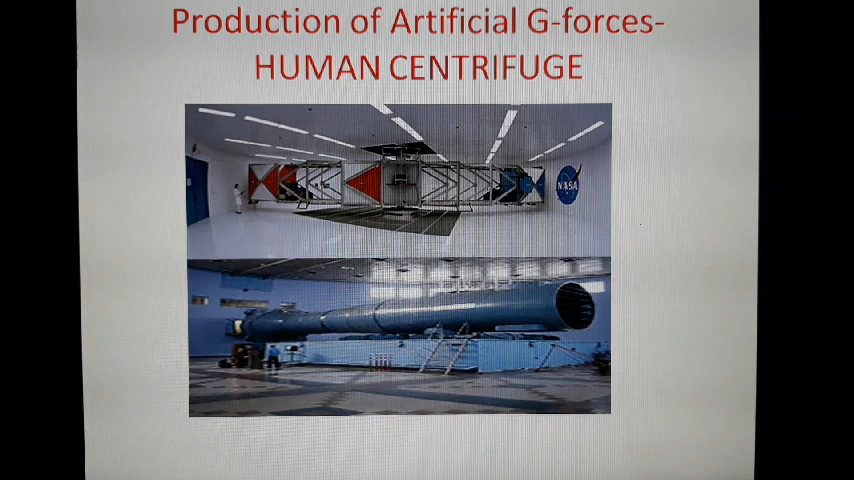 Production of Artificial G-forces-
HUMAN CENTRIFUGE
NASA